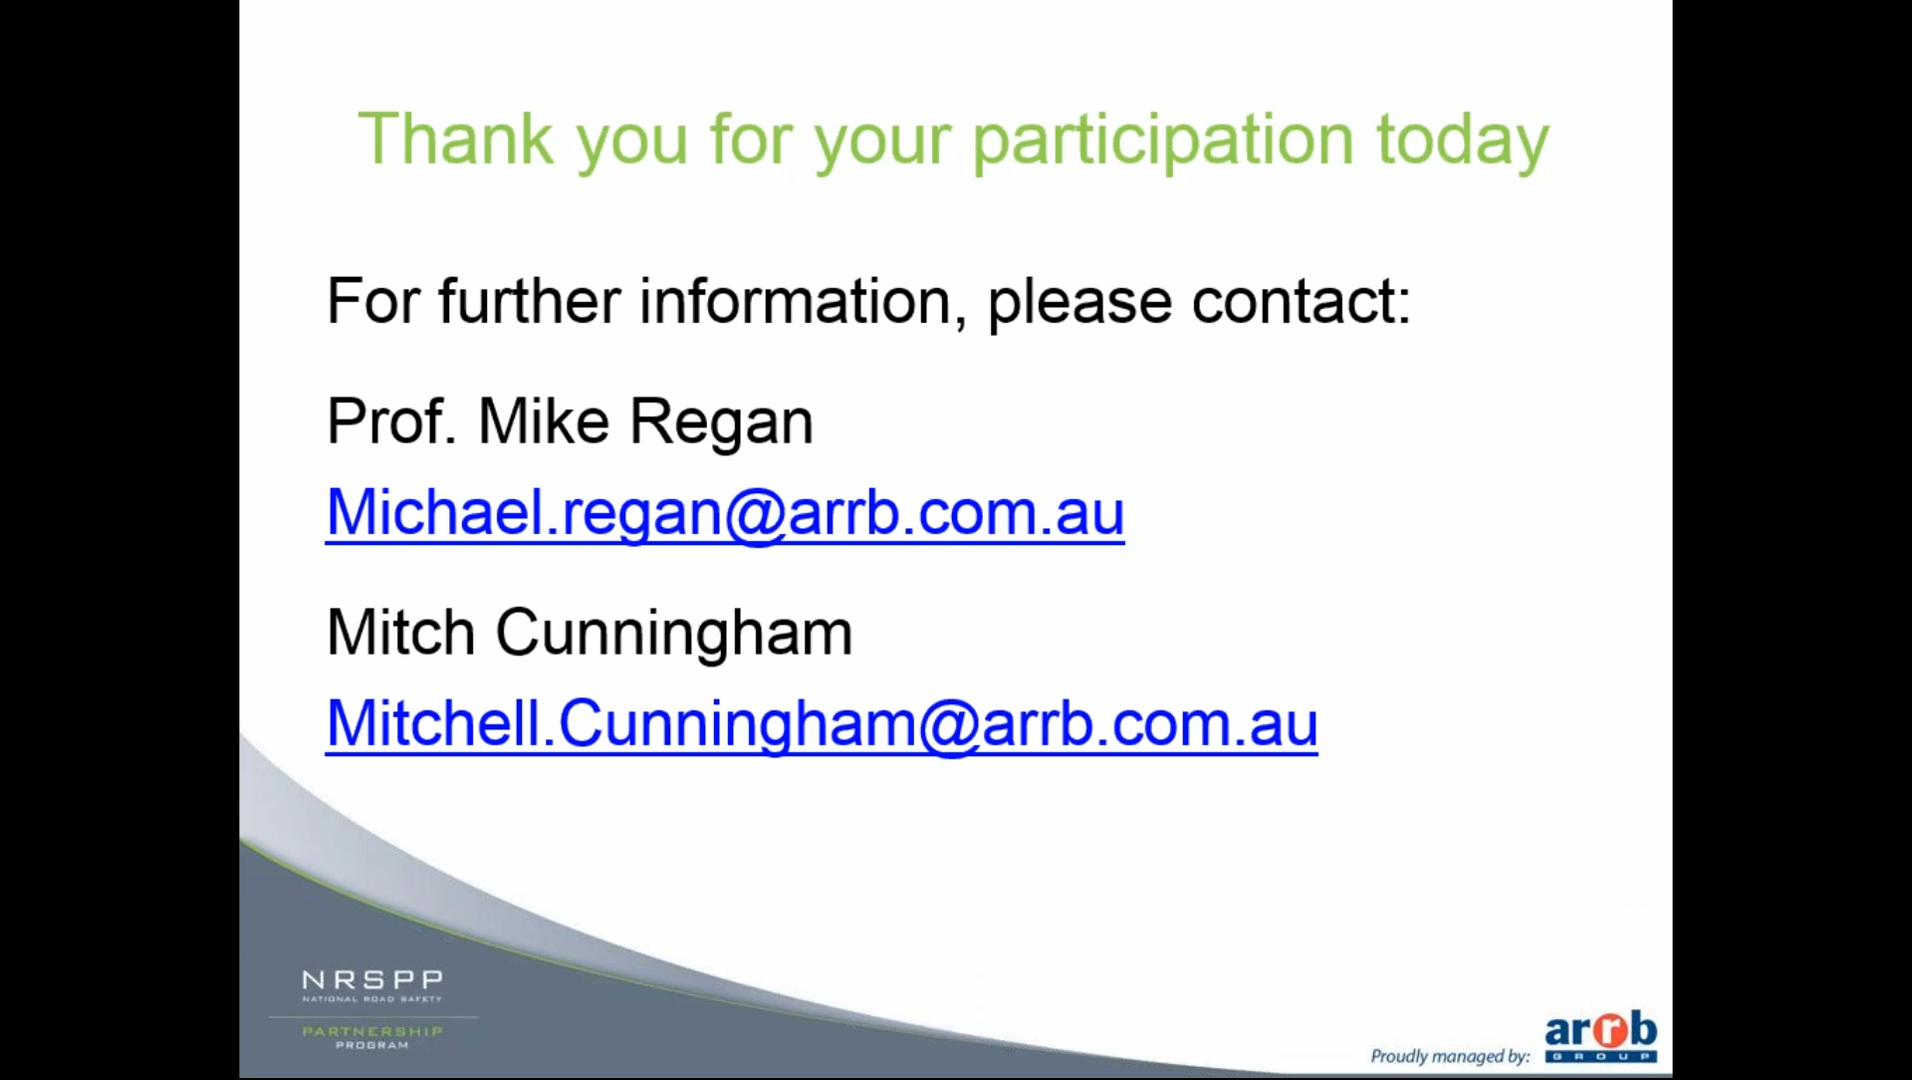 Thank you for your participation today
For further information, please contact:
Prof. Mike Regan
Michael.regan@arrb.com.au
Mitch Cunningham
Mitchell.Cunningham@arrb.com.au
NRSPP
NATIONAL ROAD SAFETY
PARTNERSHIP
PROGRAM
Proudly managed by:
arrb
GROUP